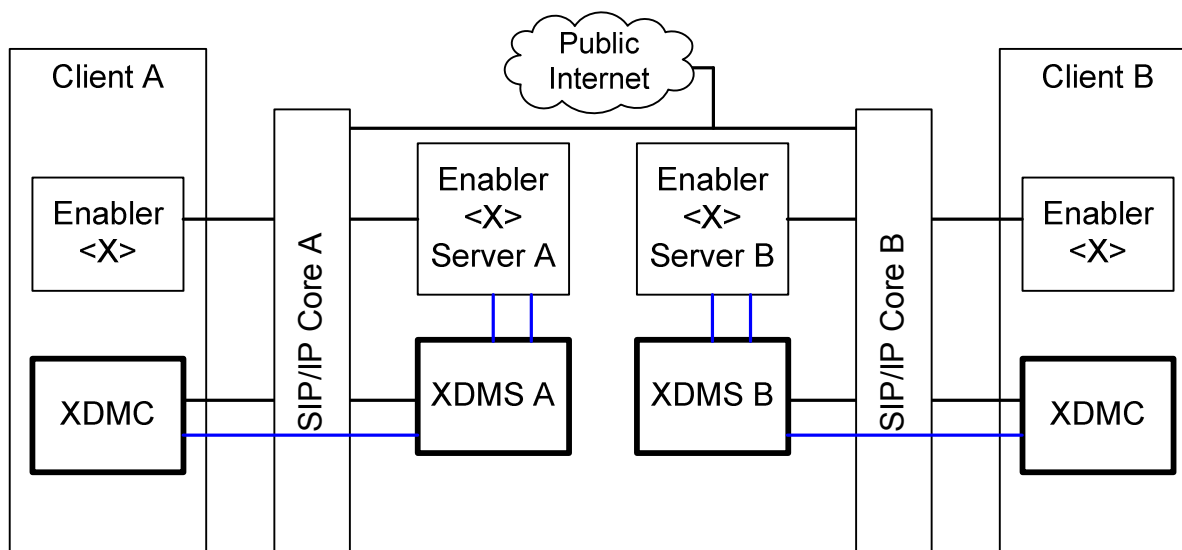 Public
Internet
Client A
Client B
Enabler
<X>
SIP/IP Core A
Enabler
<X>
Server A
Enabler
<X>
Server B
SIP/IP Core B
Enabler
<X>
XDMC
XDMS A
XDMS B
XDMC